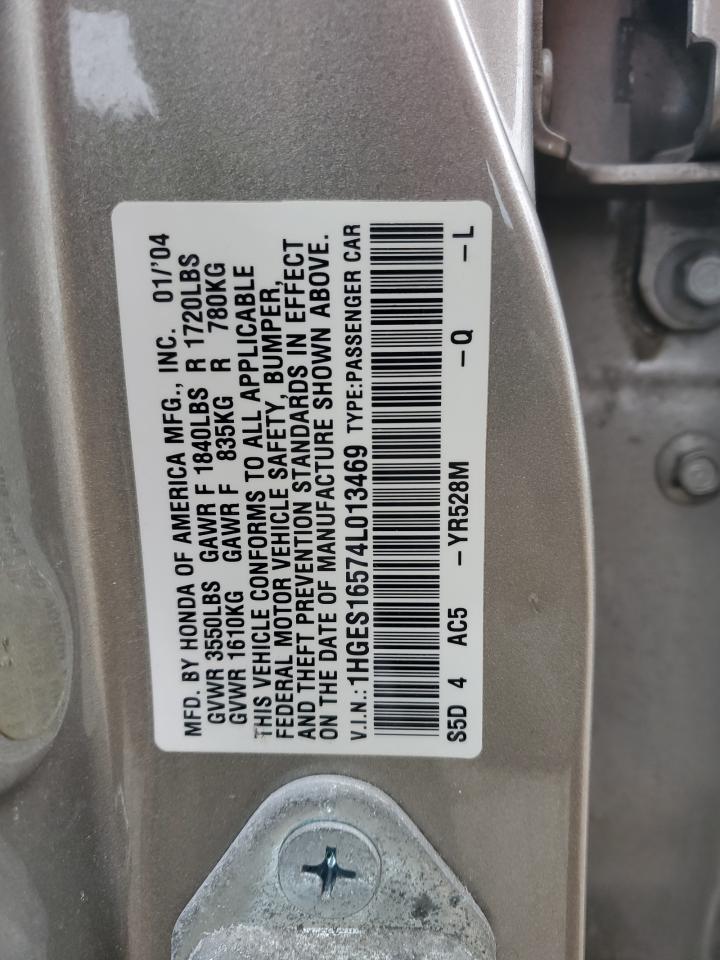 MFD. BY HONDA OF AMERICA MFG., INC. 01/'04
GVWR 3550LBS GAWR F 1840LBS R 1720LBS
GVWR 1610KG GAWR F 835KG R 780KG
THIS VEHICLE CONFORMS TO ALL APPLICABLE
FEDERAL MOTOR VEHICLE SAFETY, BUMPER,
AND THEFT PREVENTION STANDARDS IN EFFECT
ON THE DATE OF MANUFACTURE SHOWN ABOVE.
V.I.N.: 1HGES16574L013469 TYPE:PASSENGER CAR
S5D 4 AC5 - YR528M - Q - L